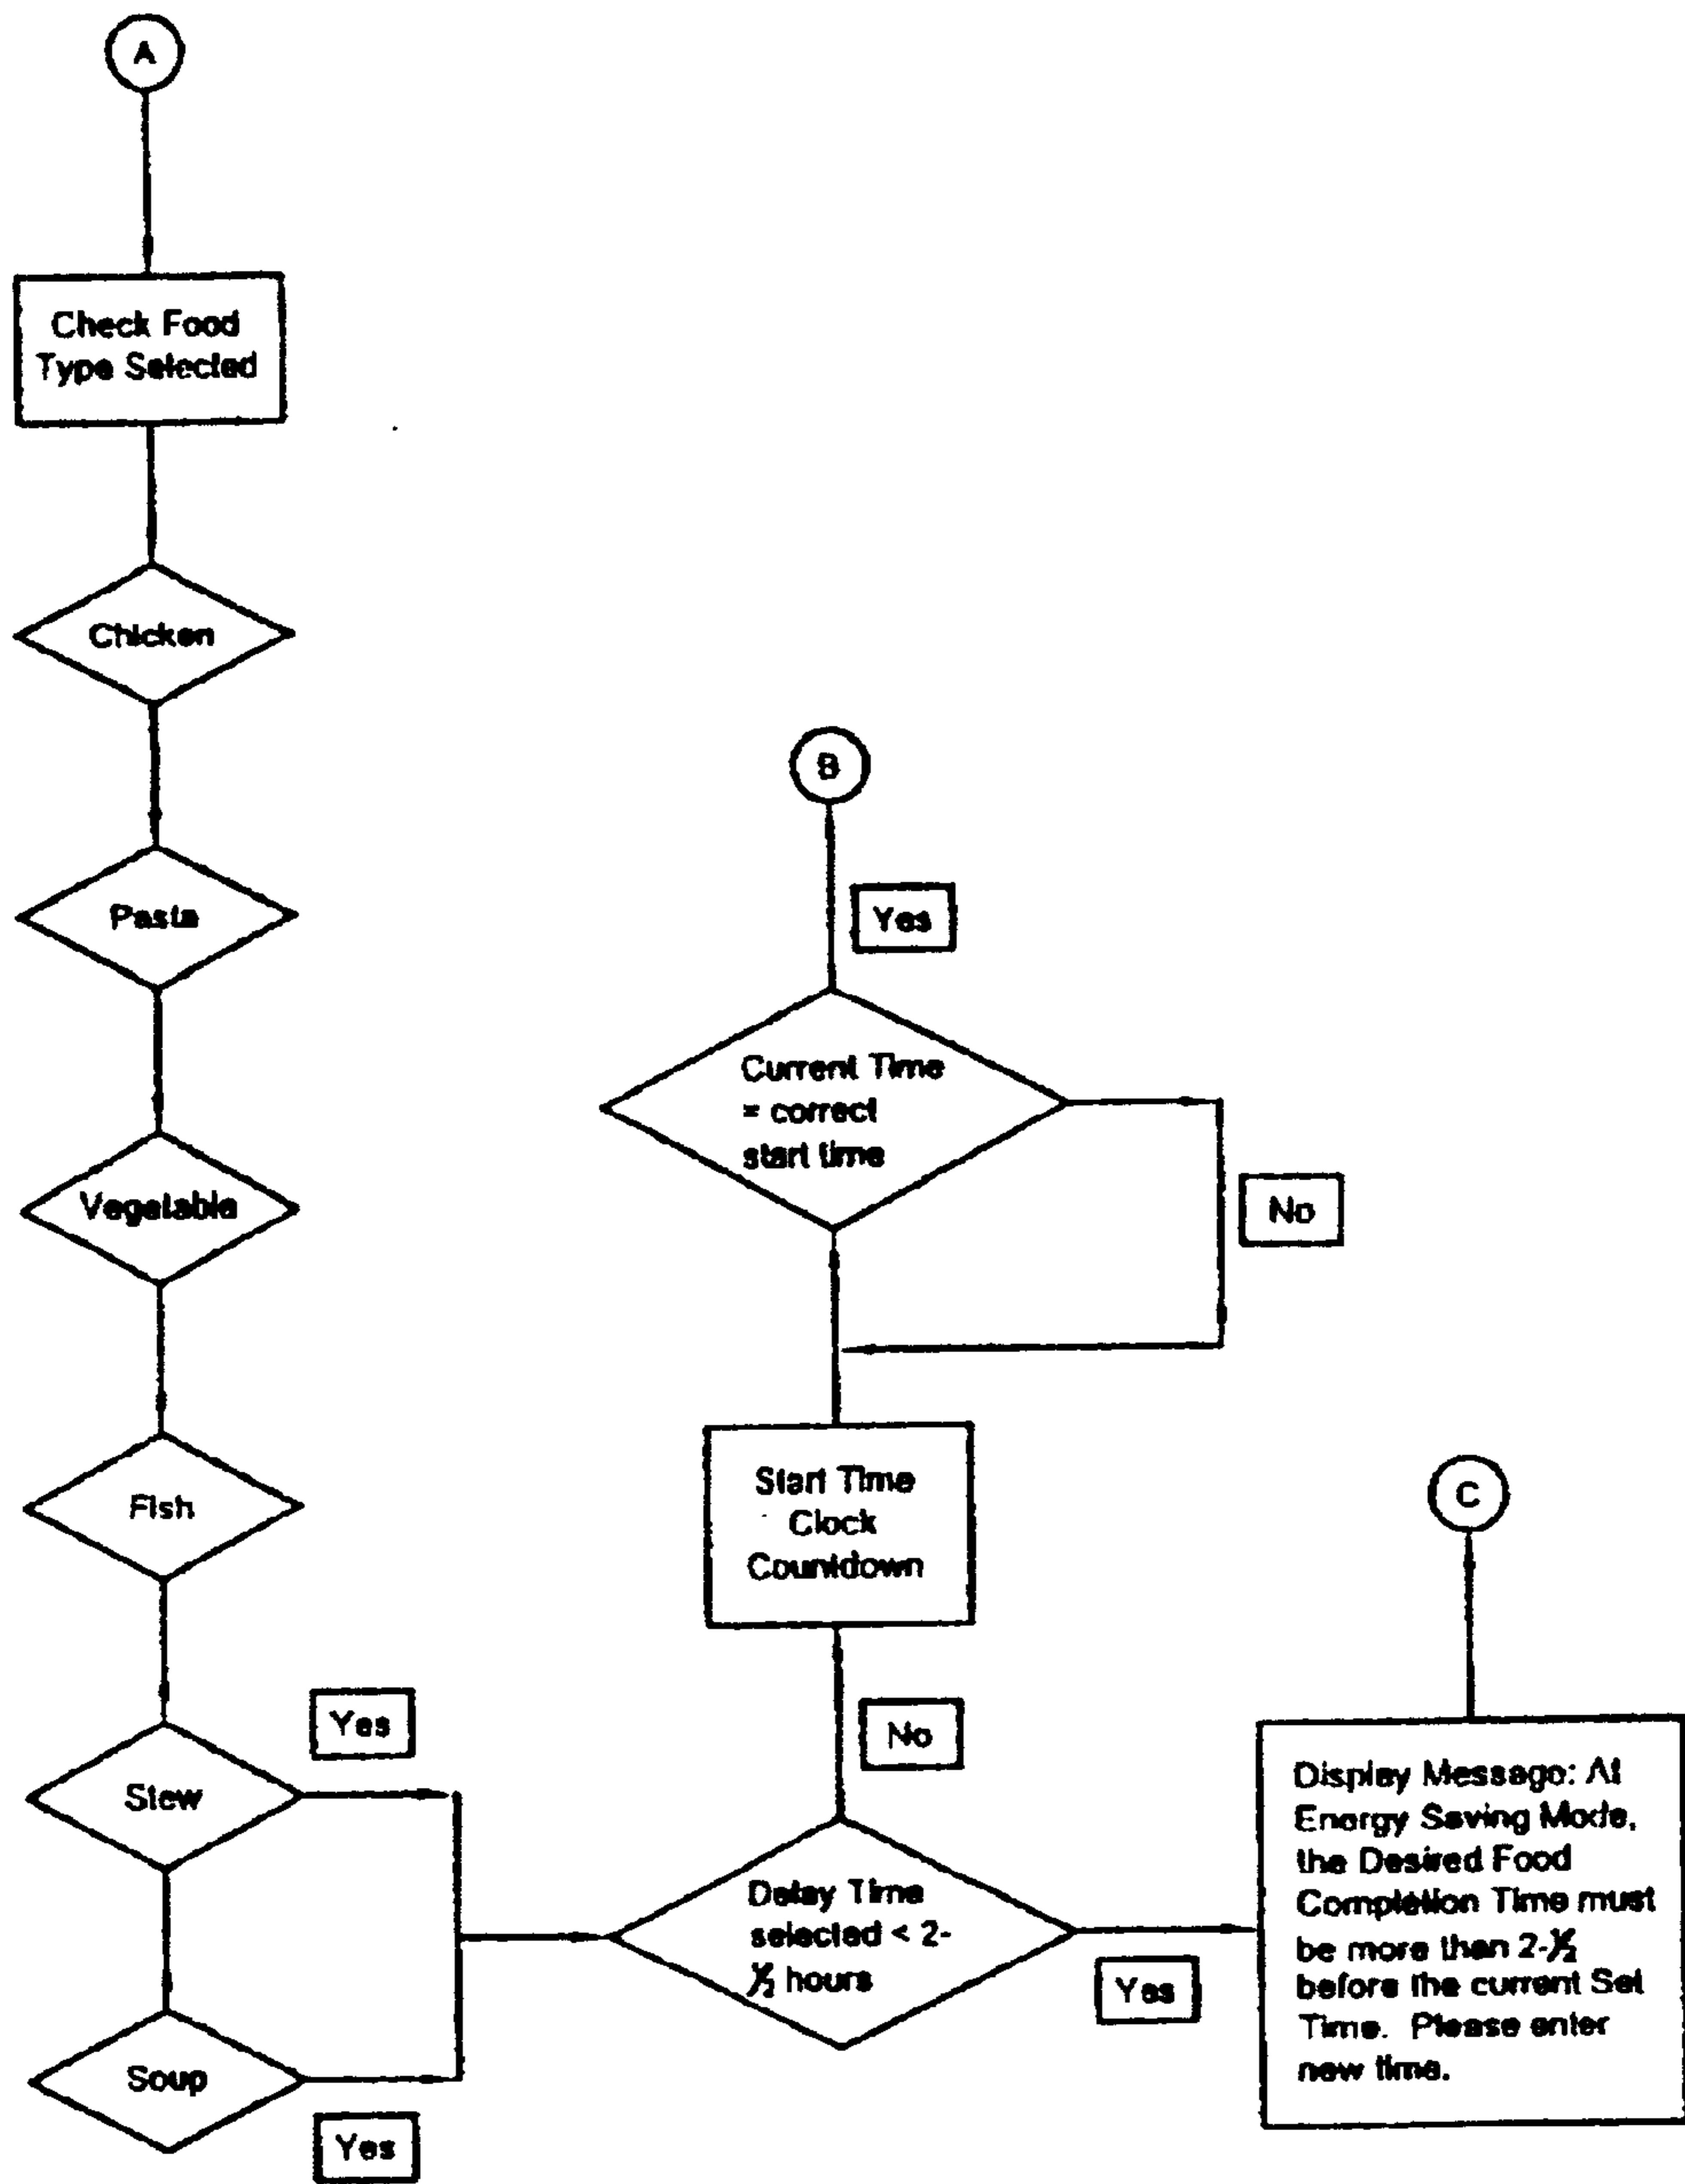 A
Check Food
Type Selected
Chicken
Pasta
Vegetable
Fish
Yes
Stew
Soup
Yes
B
Yes
Current Time
= correct
start time
No
Start Time
Clock
Countdown
No
Delay Time
selected < 2-
½ hours
Yes
C
Display Message: At
Energy Saving Mode,
the Desired Food
Completion Time must
be more than 2-½
before the current Set
Time. Please enter
new time.